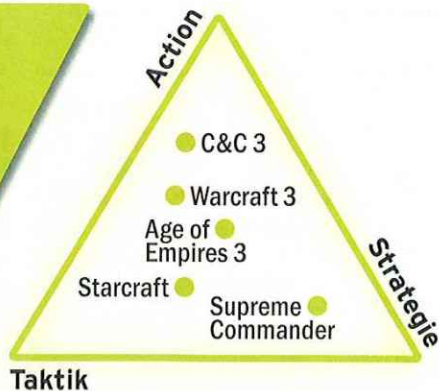 Action
C&C 3
Warcraft 3
Age of
Empires 3
Starcraft
Supreme
Commander
Strategie
Taktik